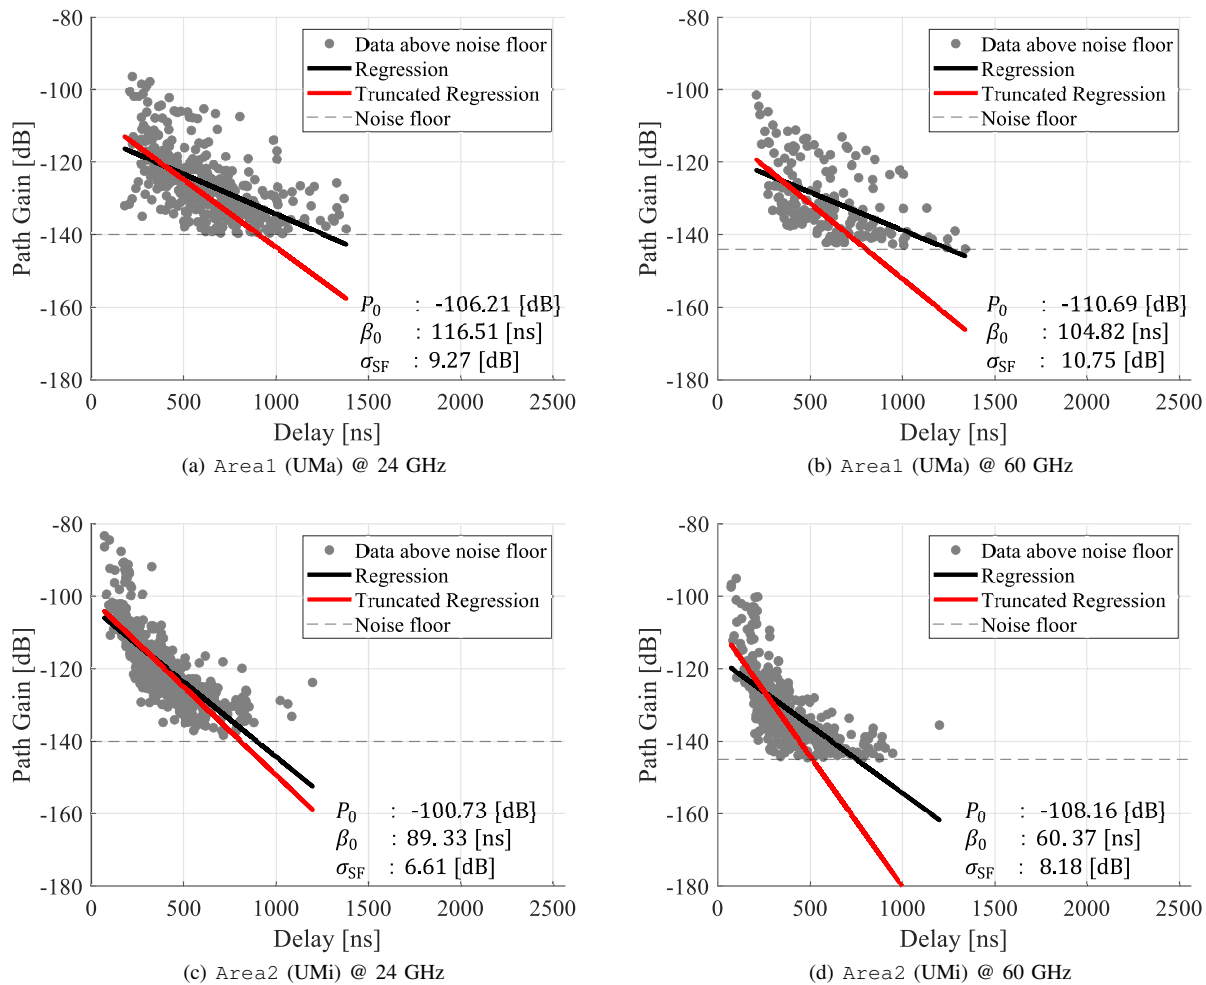 -80
-100
-120
-140
-160
-180
Path Gain [dB]
Data above noise floor
Regression
Truncated Regression
Noise floor
P0 : -106.21 [dB]
β0 : 116.51 [ns]
σSF : 9.27 [dB]
0 500 1000 1500 2000 2500
Delay [ns]
(a) Area1 (UMa) @ 24 GHz
-80
-100
-120
-140
-160
-180
Path Gain [dB]
Data above noise floor
Regression
Truncated Regression
Noise floor
P0 : -110.69 [dB]
β0 : 104.82 [ns]
σSF : 10.75 [dB]
0 500 1000 1500 2000 2500
Delay [ns]
(b) Area1 (UMa) @ 60 GHz
-80
-100
-120
-140
-160
-180
Path Gain [dB]
Data above noise floor
Regression
Truncated Regression
Noise floor
P0 : -100.73 [dB]
β0 : 89.33 [ns]
σSF : 6.61 [dB]
0 500 1000 1500 2000 2500
Delay [ns]
(c) Area2 (UMi) @ 24 GHz
-80
-100
-120
-140
-160
-180
Path Gain [dB]
Data above noise floor
Regression
Truncated Regression
Noise floor
P0 : -108.16 [dB]
β0 : 60.37 [ns]
σSF : 8.18 [dB]
0 500 1000 1500 2000 2500
Delay [ns]
(d) Area2 (UMi) @ 60 GHz